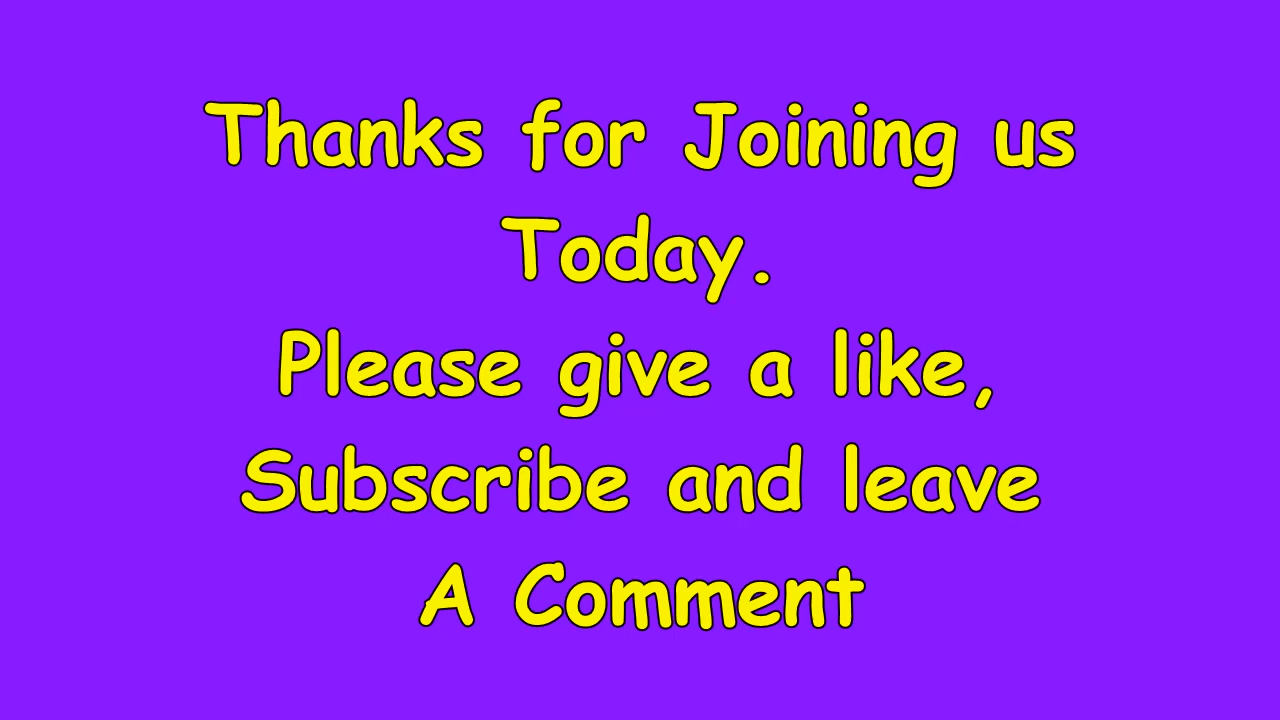 Thanks for Joining us
Today.
Please give a like,
Subscribe and leave
A Comment